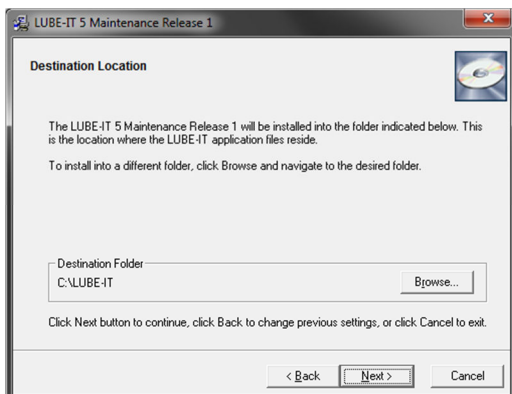 LUBE-IT 5 Maintenance Release 1
Destination Location
The LUBE-IT 5 Maintenance Release 1 will be installed into the folder indicated below. This
is the location where the LUBE-IT application files reside.
To install into a different folder, click Browse and navigate to the desired folder.
Destination Folder
C:\LUBE-IT
Browse...
Click Next button to continue, click Back to change previous settings, or click Cancel to exit.
< Back
Next >
Cancel